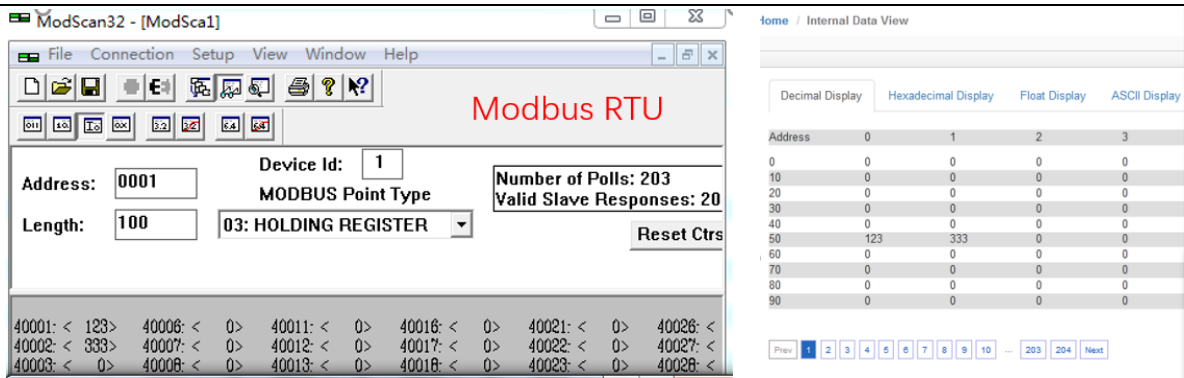 ModScan32 - [ModSca1]
File Connection Setup View Window Help
Modbus RTU
Address: 0001
Device Id: 1
MODBUS Point Type
Length: 100
03: HOLDING REGISTER
Number of Polls: 203
Valid Slave Responses: 20
Reset Ctrs
40001: < 123> 40006: < 0> 40011: < 0> 40016: < 0> 40021: < 0> 40026: <
40002: < 333> 40007: < 0> 40012: < 0> 40017: < 0> 40022: < 0> 40027: <
40003: < 0> 40008: < 0> 40013: < 0> 40018: < 0> 40023: < 0> 40028: <
Home / Internal Data View
Decimal Display Hexadecimal Display Float Display ASCII Display
Address 0 1 2 3
0 0 0 0 0
10 0 0 0 0
20 0 0 0 0
30 0 0 0 0
40 0 0 0 0
50 123 333 0 0
60 0 0 0 0
70 0 0 0 0
80 0 0 0 0
90 0 0 0 0
Prev 1 2 3 4 5 6 7 8 9 10 ... 203 204 Next